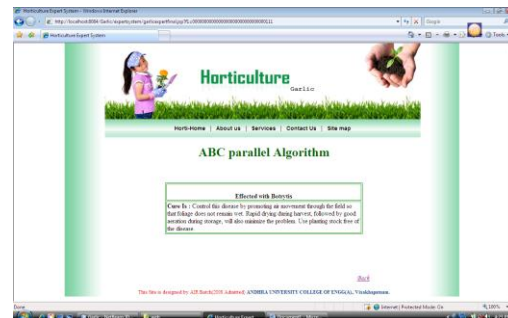 Horticulture Expert System - Windows Internet Explorer
Google
Horticulture Expert System
Tools
Horticulture
Garlic
Horti-Home | About us | Services | Contact Us | Site map
ABC parallel Algorithm
Effected with Botrytis
Cure Is : Control this disease by promoting air movement through the field so
that foliage does not remain wet. Rapid drying during harvest, followed by good
aeration during storage, will also minimize the problem. Use planting stock free of
the disease
Back
This Site is designed by ANDHRA UNIVERSITY COLLEGE OF ENGG(A), Visakhapatnam.
Done
Internet | Protected Mode: On
100%